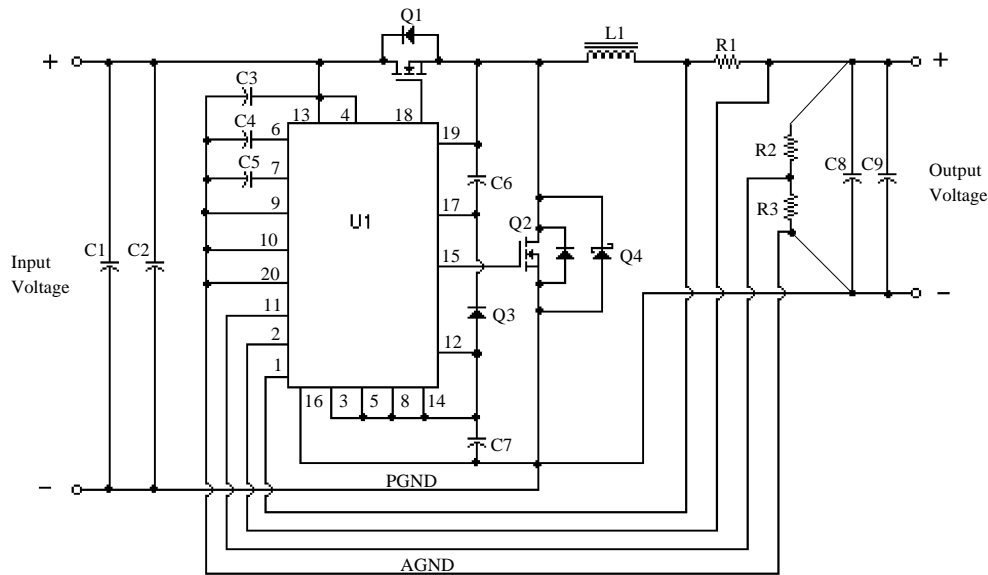 Q1
L1
R1
+
+
C3
13
4
18
C4
6
19
R2
C5
7
C6
C8
C9
Output
Voltage
9
17
U1
Q2
R3
10
15
Q4
C1
C2
Input
Voltage
20
11
Q3
−
2
12
1
16
3
5
8
14
C7
−
PGND
AGND